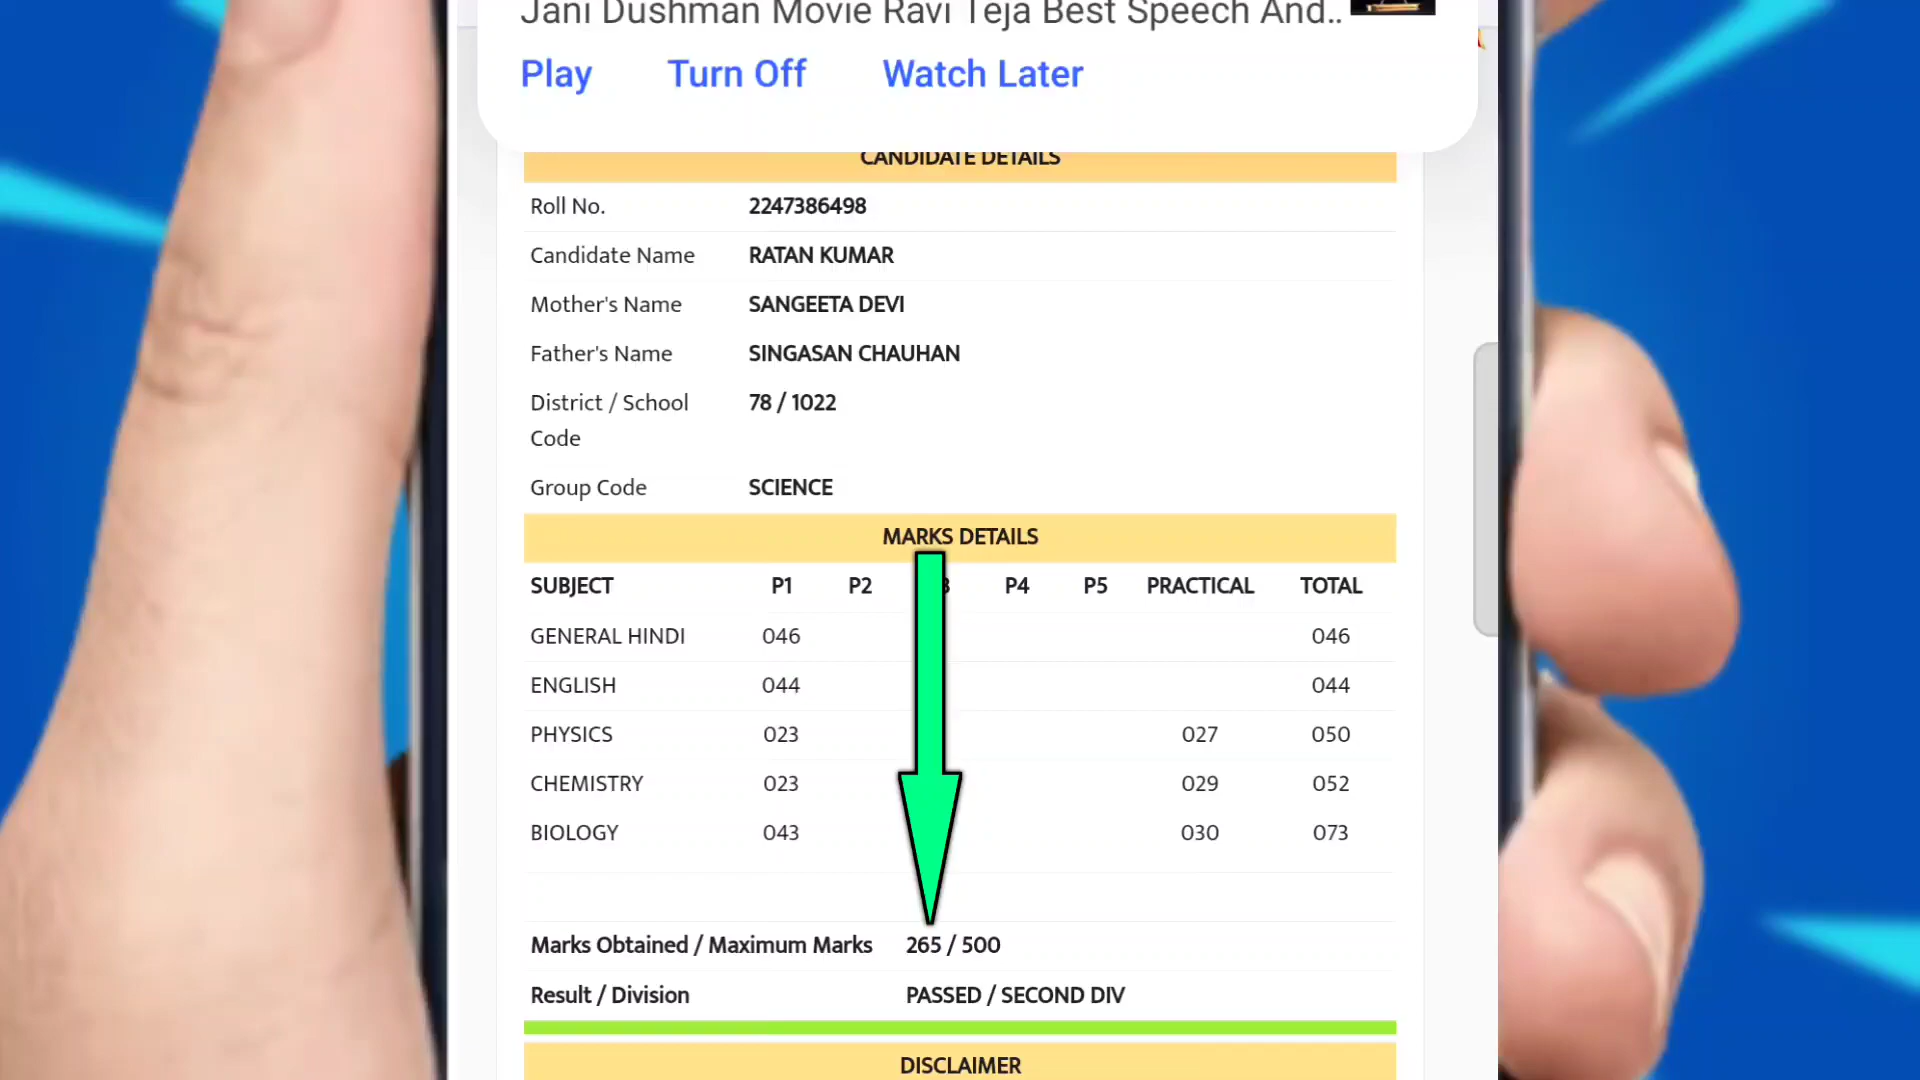 Jani Dushman Movie Ravi Teja Best Speech And..
Play Turn Off Watch Later
CANDIDATE DETAILS
Roll No. 2247386498
Candidate Name RATAN KUMAR
Mother's Name SANGEETA DEVI
Father's Name SINGASAN CHAUHAN
District / School 78 / 1022
Code
Group Code SCIENCE
MARKS DETAILS
SUBJECT P1 P2 3 P4 P5 PRACTICAL TOTAL
GENERAL HINDI 046 046
ENGLISH 044 044
PHYSICS 023 027 050
CHEMISTRY 023 029 052
BIOLOGY 043 030 073
Marks Obtained / Maximum Marks 265 / 500
Result / Division PASSED / SECOND DIV
DISCLAIMER